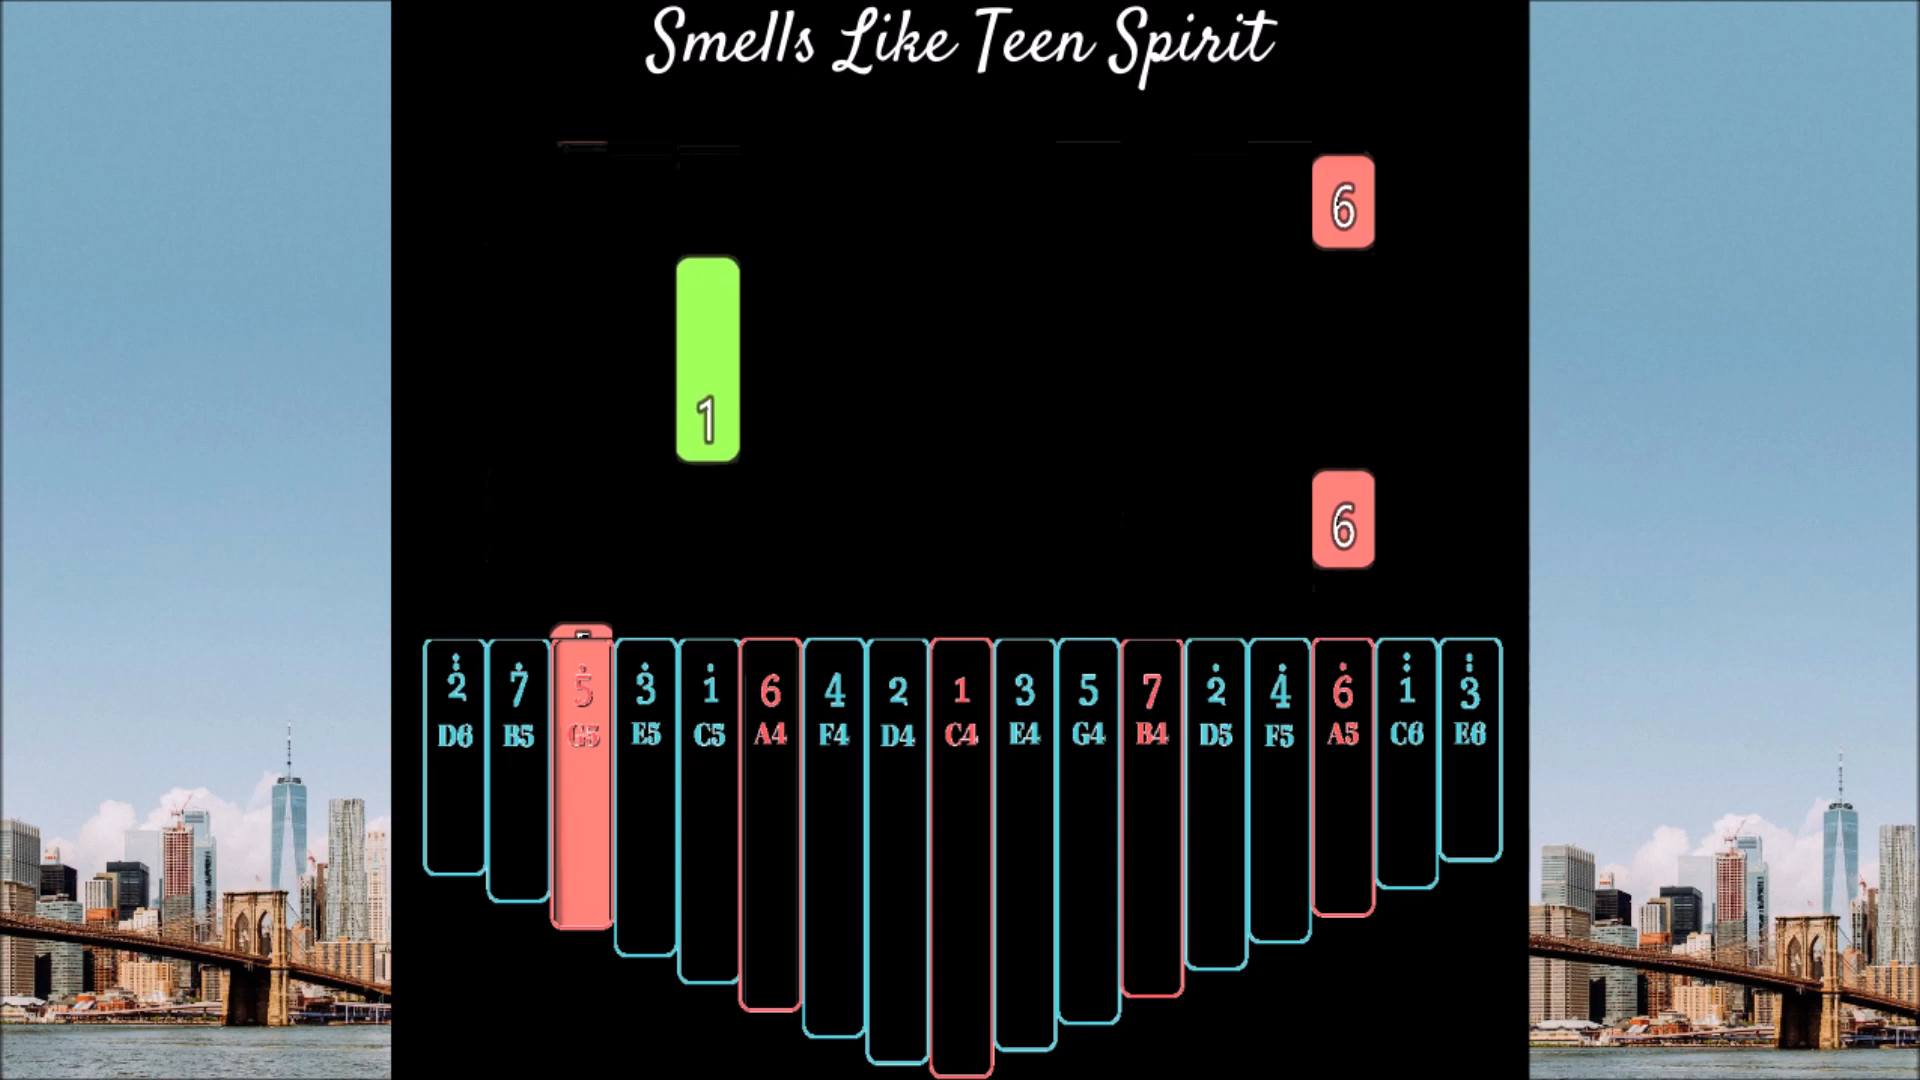 Smells Like Teen Spirit
6
1
6
2 7 5 3 1 6 4 2 1 3 5 7 2 4 6 1 3
D6 B5 G5 E5 C5 A4 F4 D4 C4 E4 G4 B4 D5 F5 A5 C6 E6